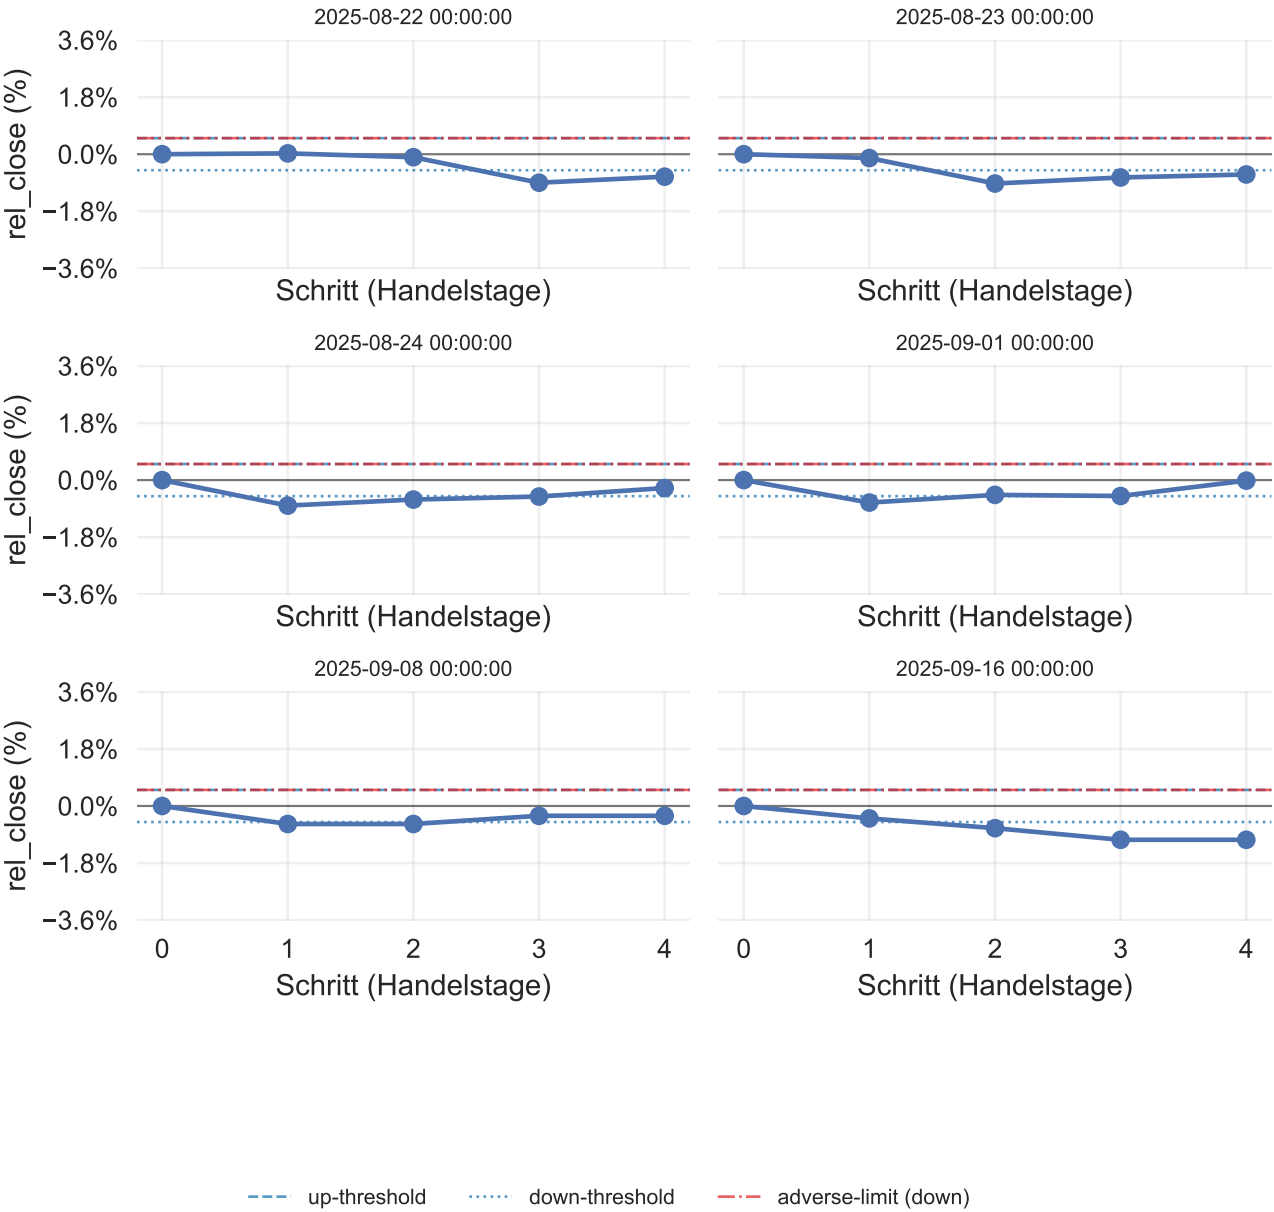 2025-08-22 00:00:00
2025-08-23 00:00:00
3.6%
1.8%
0.0%
−1.8%
−3.6%
rel_close (%)
Schritt (Handelstage)
Schritt (Handelstage)
2025-08-24 00:00:00
2025-09-01 00:00:00
3.6%
1.8%
0.0%
−1.8%
−3.6%
rel_close (%)
Schritt (Handelstage)
Schritt (Handelstage)
2025-09-08 00:00:00
2025-09-16 00:00:00
3.6%
1.8%
0.0%
−1.8%
−3.6%
rel_close (%)
0 1 2 3 4
0 1 2 3 4
Schritt (Handelstage)
Schritt (Handelstage)
up-threshold
down-threshold
adverse-limit (down)